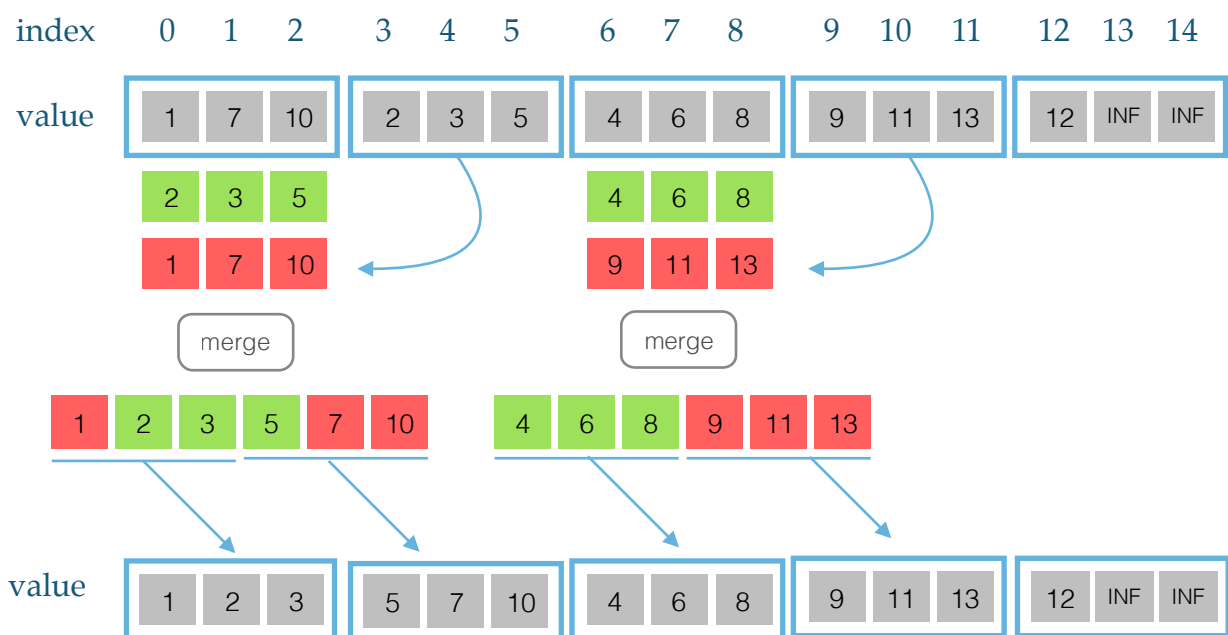 index 0 1 2 3 4 5 6 7 8 9 10 11 12 13 14
value 1 7 10 2 3 5 4 6 8 9 11 13 12 INF INF
2 3 5 4 6 8
1 7 10 9 11 13
merge merge
1 2 3 5 7 10 4 6 8 9 11 13
value 1 2 3 5 7 10 4 6 8 9 11 13 12 INF INF